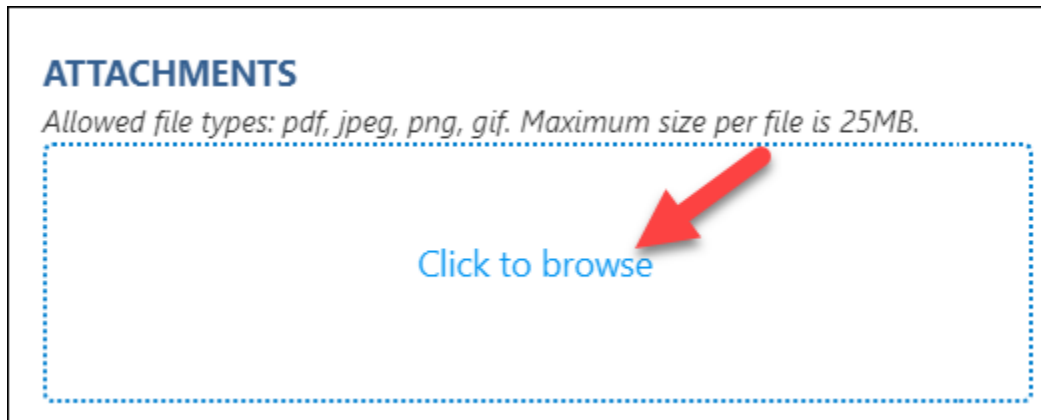 ATTACHMENTS
Allowed file types: pdf, jpeg, png, gif. Maximum size per file is 25MB.
Click to browse